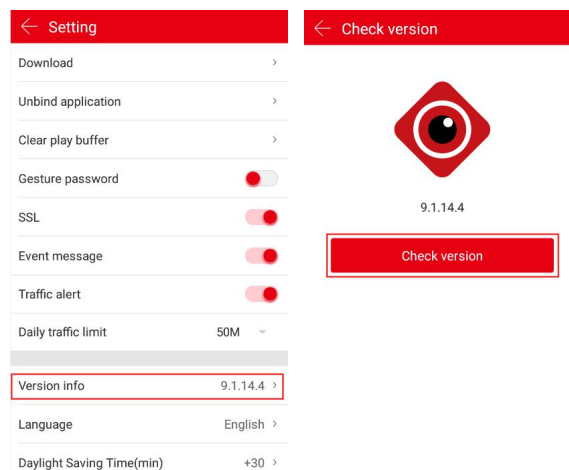 Setting
Download
Unbind application
Clear play buffer
Gesture password
SSL
Event message
Traffic alert
Daily traffic limit 50M
Version info 9.1.14.4
Language English
Daylight Saving Time(min) +30
Check version
9.1.14.4
Check version